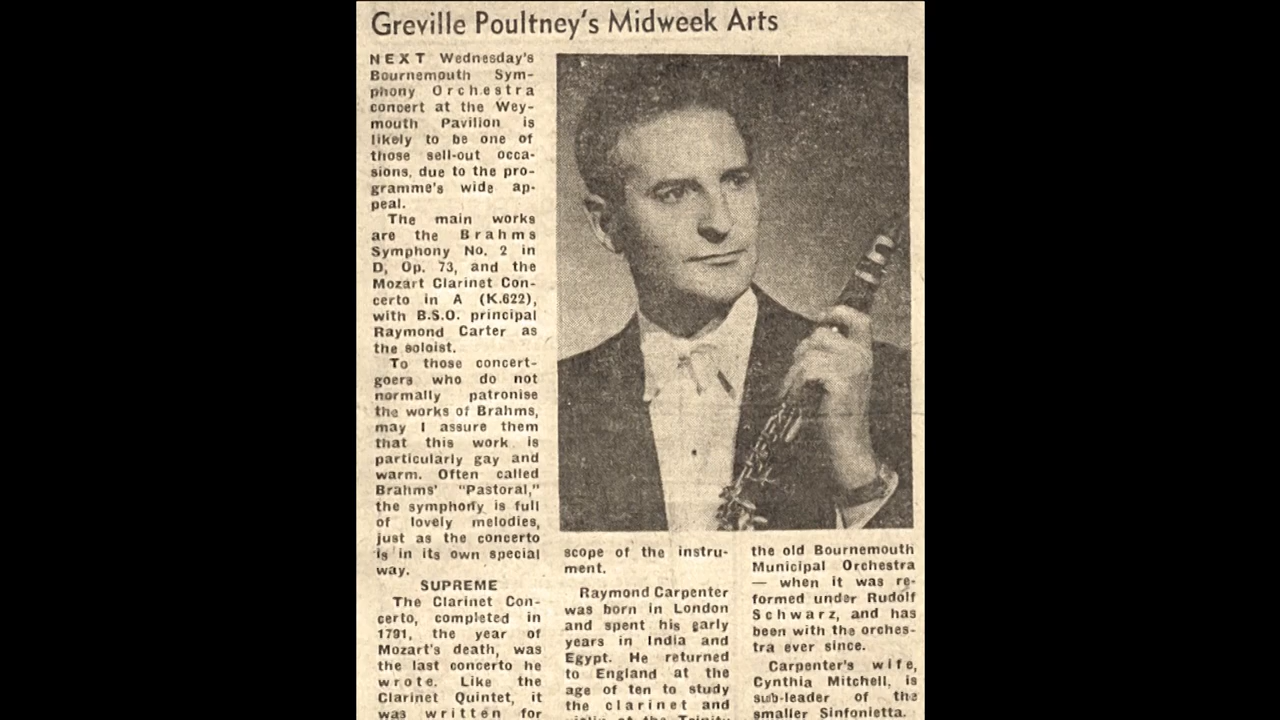 Greville Poultney's Midweek Arts
NEXT Wednesday's
Bournemouth Sym-
phony Orchestra
concert at the Wey-
mouth Pavilion is
likely to be one of
those sell-out occa-
sions, due to the pro-
gramme's wide ap-
peal.
The main works
are the Brahms
Symphony No. 2 in
D, Op. 73, and the
Mozart Clarinet Con-
certo in A (K.622),
with B.S.O. principal
Raymond Carter as
the soloist.
To those concert-
goers who do not
normally patronise
the works of Brahms,
may I assure them
that this work is
particularly gay and
warm. Often called
Brahms' "Pastoral,"
the symphony is full
of lovely melodies,
just as the concerto
is in its own special
way.
SUPREME
The Clarinet Con-
certo, completed in
1791, the year of
Mozart's death, was
the last concerto he
wrote. Like the
Clarinet Quintet, it
was written for
scope of the instru-
ment.
Raymond Carpenter
was born in London
and spent his early
years in India and
Egypt. He returned
to England at the
age of ten to study
the clarinet and
violin at the Trinity
the old Bournemouth
Municipal Orchestra
— when it was re-
formed under Rudolf
Schwarz, and has
been with the orches-
tra ever since.
Carpenter's wife,
Cynthia Mitchell, is
sub-leader of the
smaller Sinfonietta.